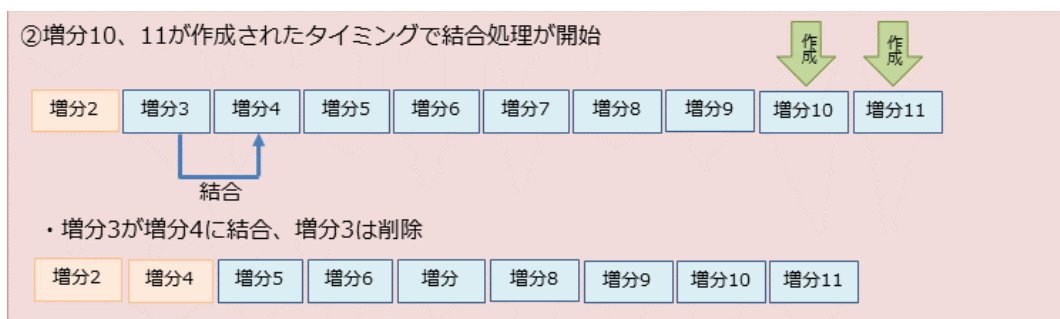 ②増分10、11が作成されたタイミングで結合処理が開始
作成
作成
増分2 増分3 増分4 増分5 増分6 増分7 増分8 増分9 増分10 増分11
結合
・増分3が増分4に結合、増分3は削除
増分2 増分4 増分5 増分6 増分 増分8 増分9 増分10 増分11